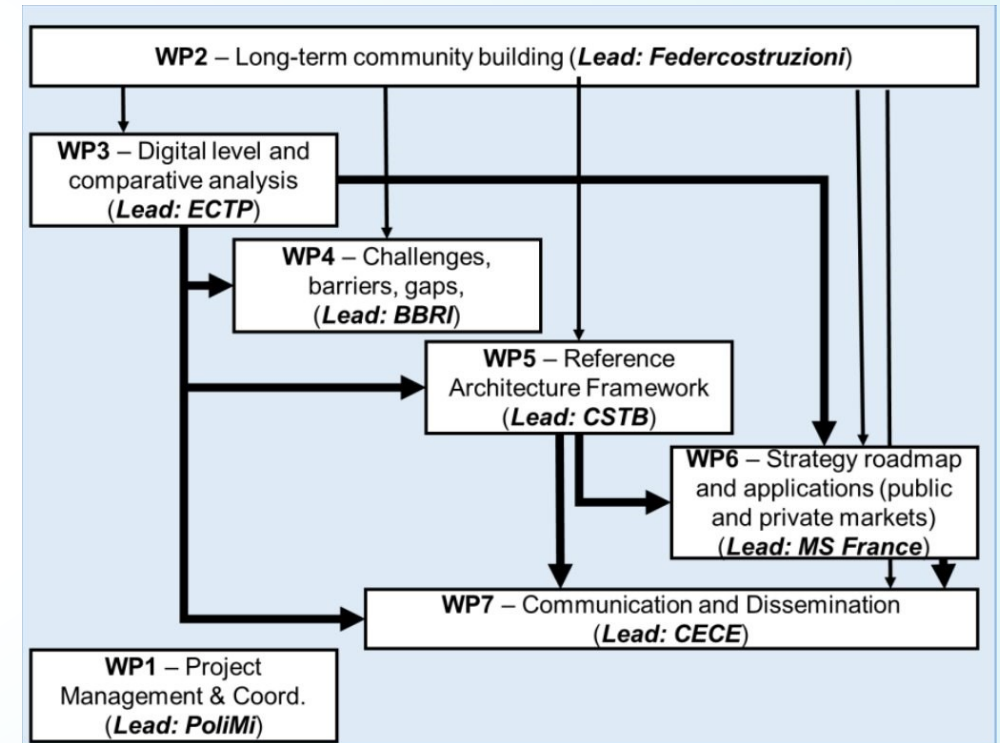 WP2 – Long-term community building (Lead: Federcostruzioni)
WP3 – Digital level and
comparative analysis
(Lead: ECTP)
WP4 – Challenges,
barriers, gaps,
(Lead: BBRI)
WP5 – Reference
Architecture Framework
(Lead: CSTB)
WP6 – Strategy roadmap
and applications (public
and private markets)
(Lead: MS France)
WP7 – Communication and Dissemination
(Lead: CECE)
WP1 – Project
Management & Coord.
(Lead: PoliMi)